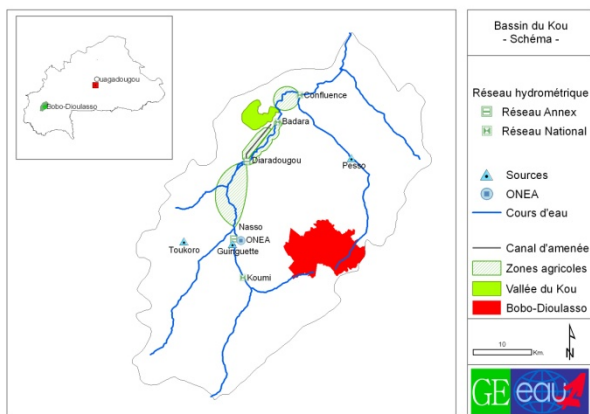 Ouagadougou
Bobo-Dioulasso
Confluence
Badara
Diaradougou
Pesso
Nasso
ONEA
Toukoro
Guinguette
Koumi
Bassin du Kou
- Schéma -
Réseau hydrométrique
Réseau Annex
Réseau National
Sources
ONEA
Cours d'eau
Canal d'amenée
Zones agricoles
Vallée du Kou
Bobo-Dioulasso
10
Km.
N
GE eau